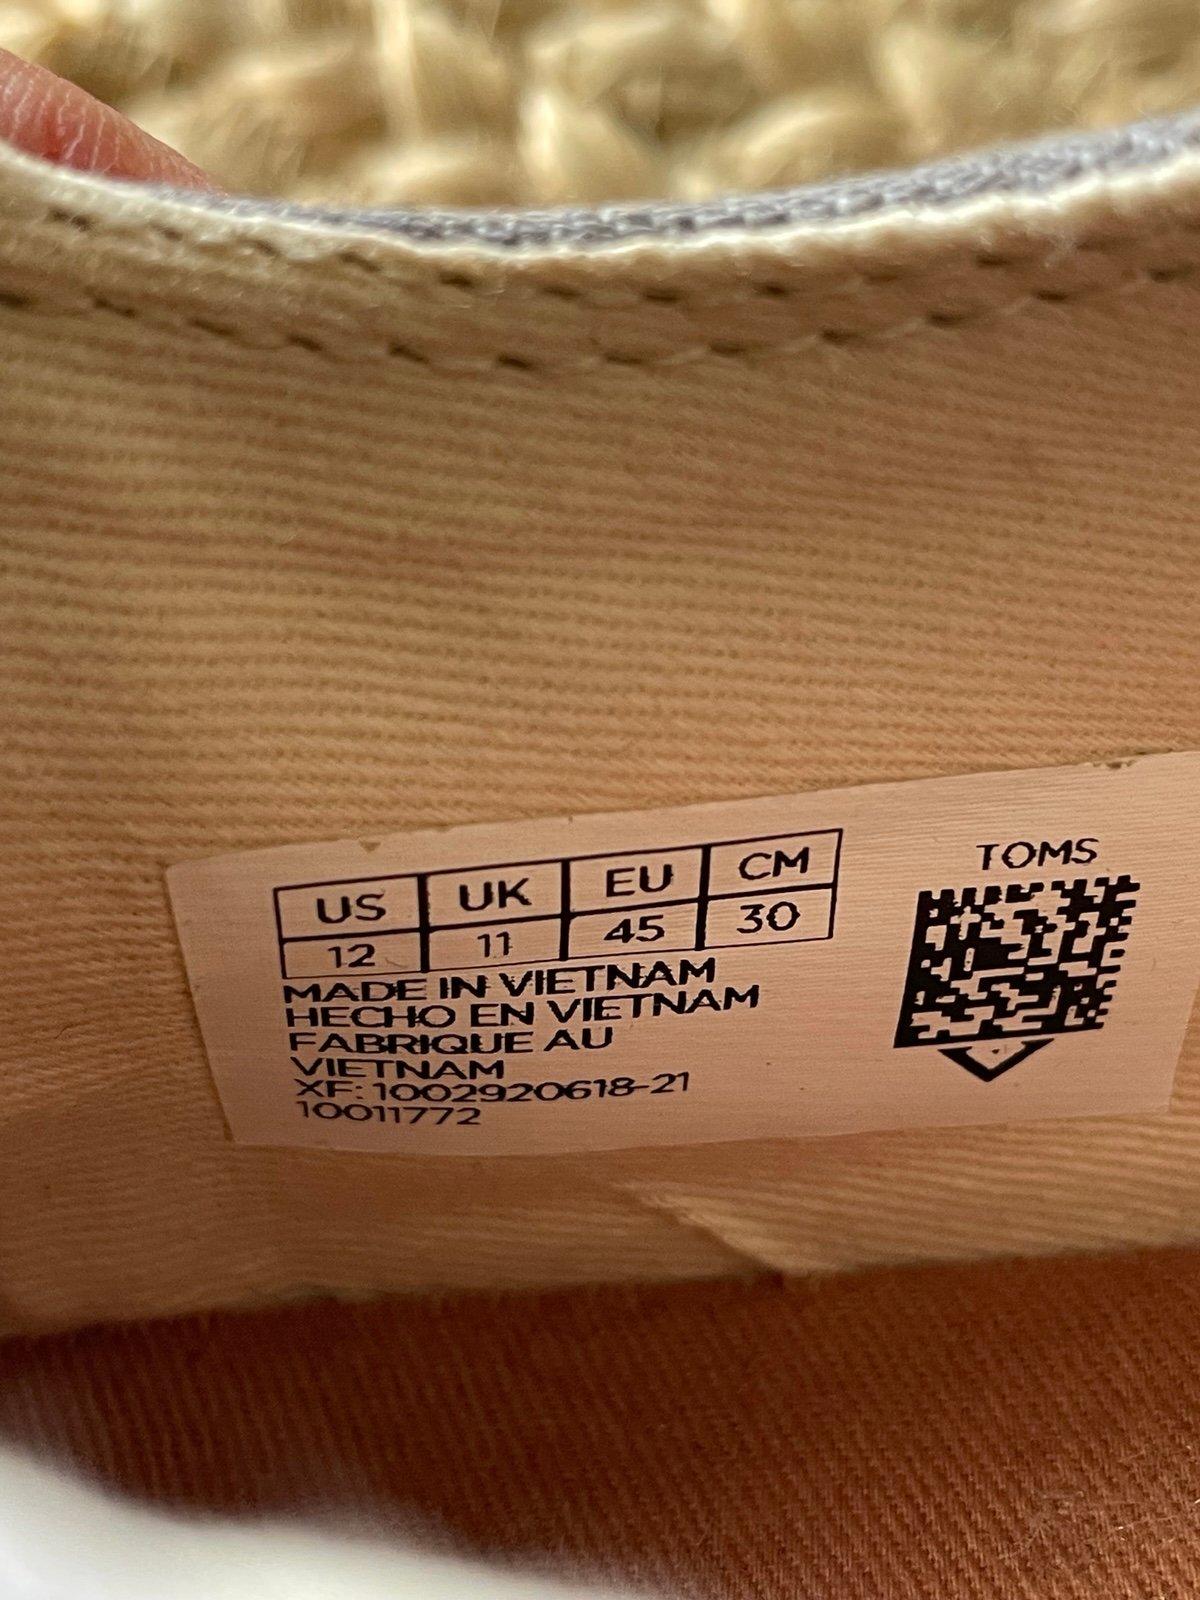 US UK EU CM
12 11 45 30
MADE IN VIETNAM
HECHO EN VIETNAM
FABRIQUE AU
VIETNAM
XF: 1002920618-21
10011772
TOMS